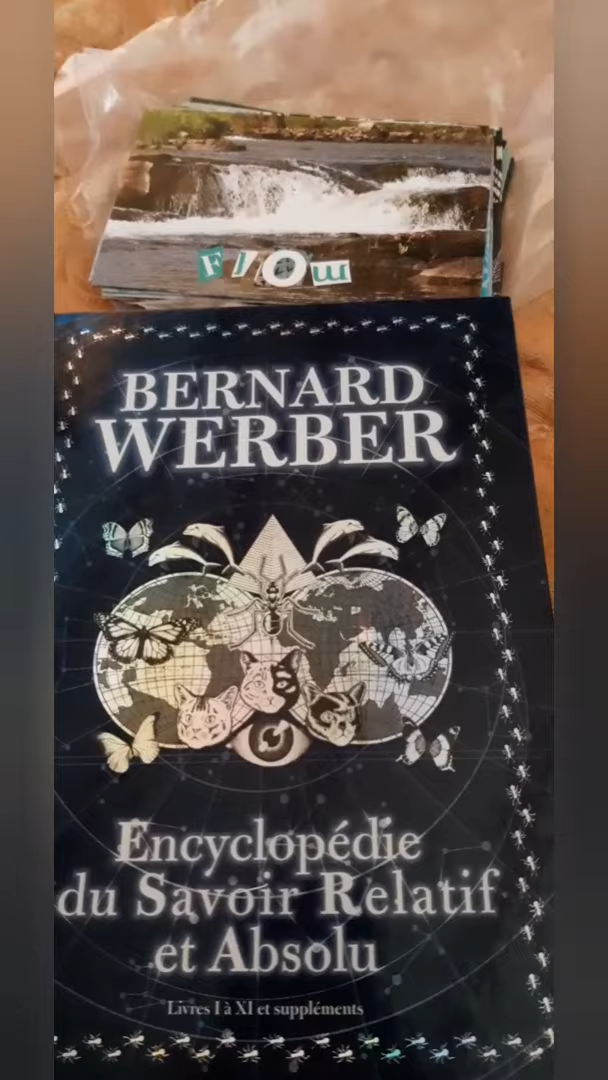 FlOw
BERNARD
WERBER
Encyclopédie
du Savoir Relatif
et Absolu
Livres I à XI et suppléments